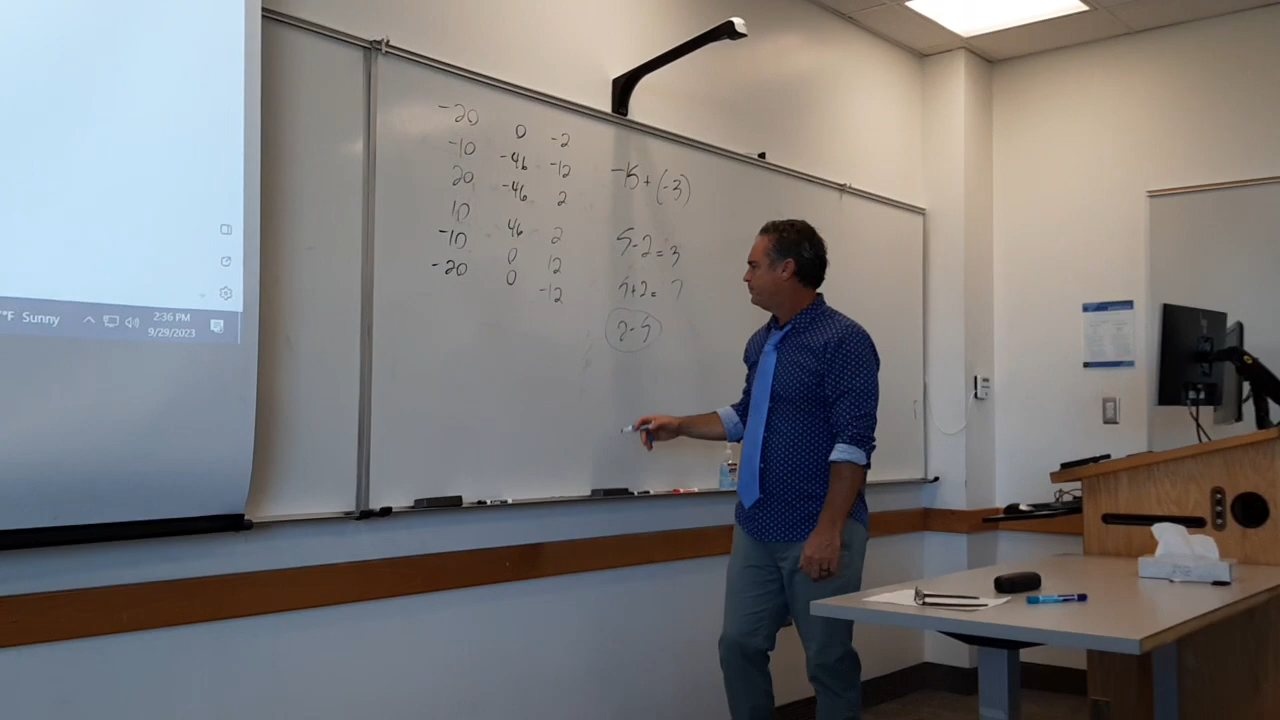 -20 0 -2
-10 -46 -12
20 -46 2
10 46 2
-10 0 12
-20 0 -12
-15+(-3)
5-2=3
5+2=7
2-5
°F Sunny
2:36 PM
9/29/2023